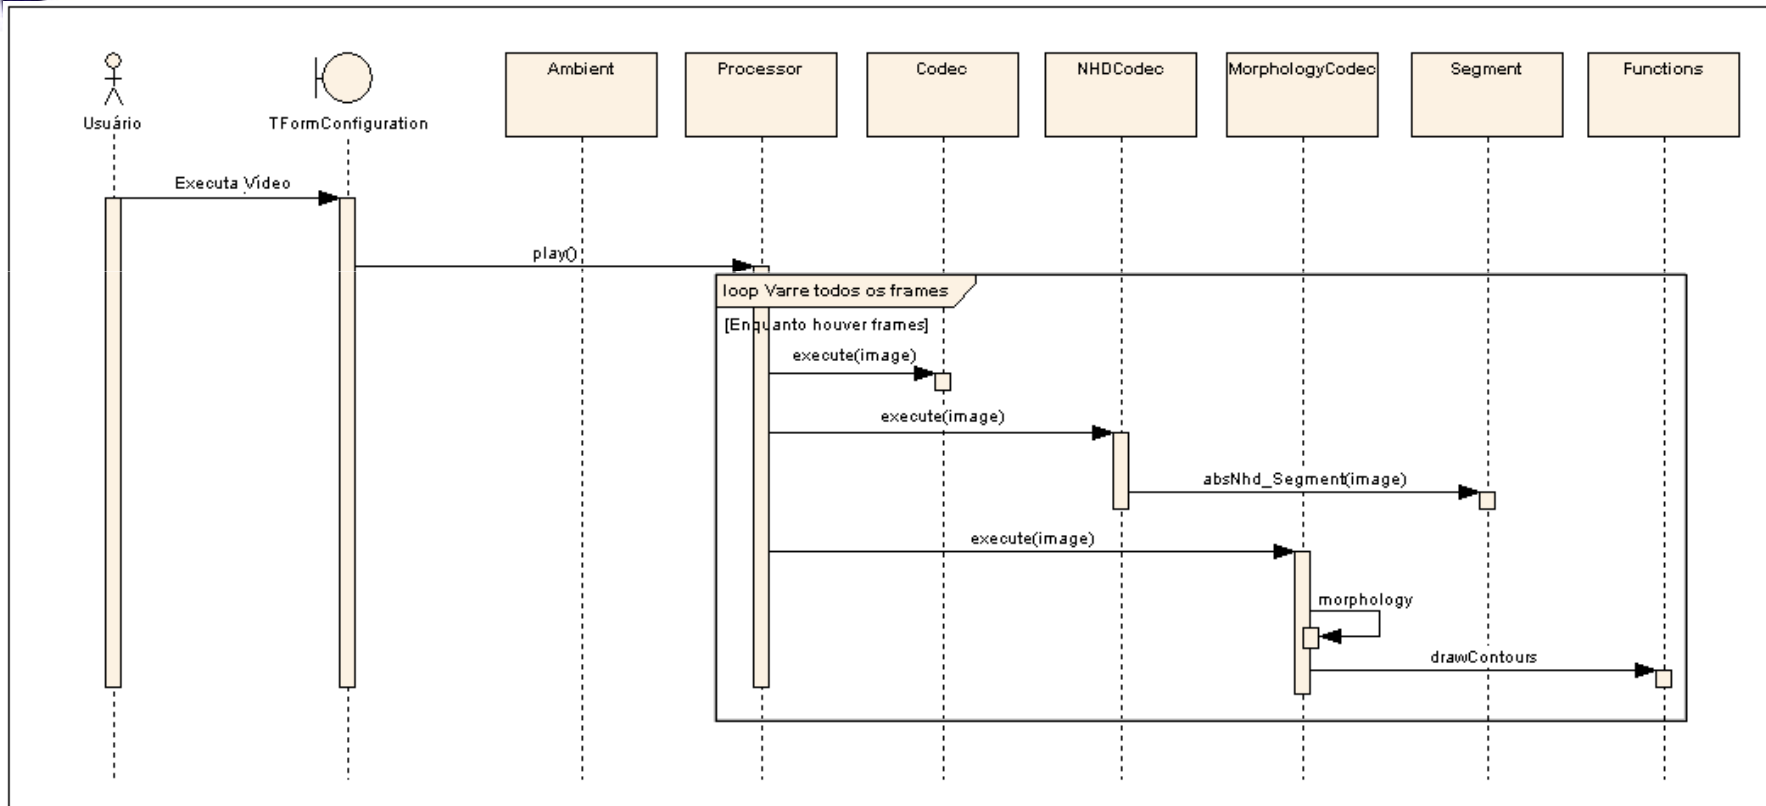 Ambient
Processor
Codec
NHDCodec
MorphologyCodec
Segment
Functions
Usuário
TFormConfiguration
Executa Vídeo
play()
loop Varre todos os frames
[Enquanto houver frames]
execute(image)
execute(image)
absNhd_Segment(image)
execute(image)
morphology
drawContours